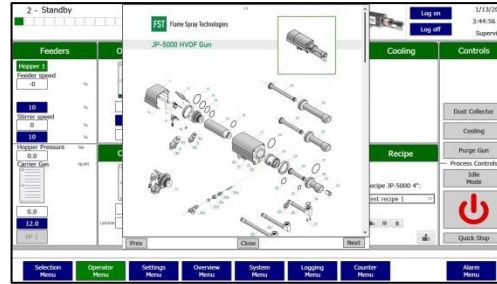 2 - Standby
Log on
Log off
1/13/20
3:44:56
Supervi
Feeders
Hopper 1
Feeder speed
-0
%
10
%
Stirrer speed
0
%
10
%
Hopper Pressure
0.0
Carrier Gas
NLPM
0.0
12.0
FST Flame Spray Technologies
JP-5000 HVOF Gun
Prev
Close
Next
Cooling
Recipe
ecipe JP-5000 4":
est recipe 1
Controls
Dust Collector
Cooling
Purge Gun
Process Controls
Idle
Mode
Quick Stop
Selection
Menu
Operator
Menu
Settings
Menu
Overview
Menu
System
Menu
Logging
Menu
Counter
Menu
Alarm
Menu